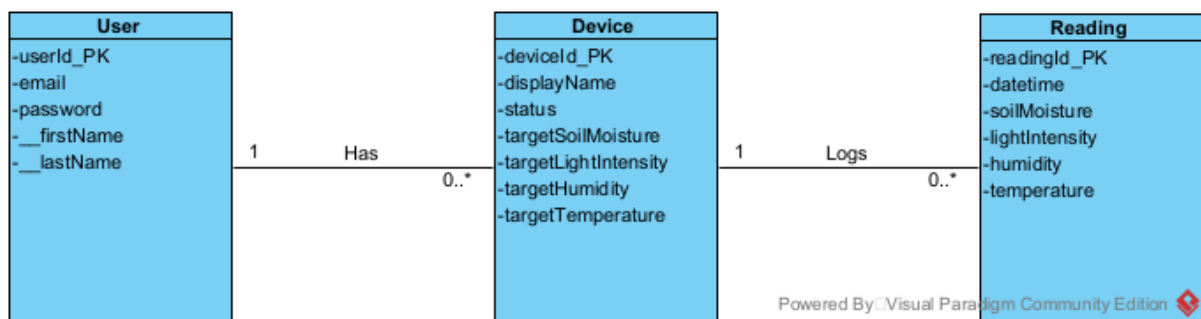 User
-userId_PK
-email
-password
-__firstName
-__lastName
1
Has
0..*
Device
-deviceId_PK
-displayName
-status
-targetSoilMoisture
-targetLightIntensity
-targetHumidity
-targetTemperature
1
Logs
0..*
Reading
-readingId_PK
-datetime
-soilMoisture
-lightIntensity
-humidity
-temperature
Powered By□Visual Paradigm Community Edition